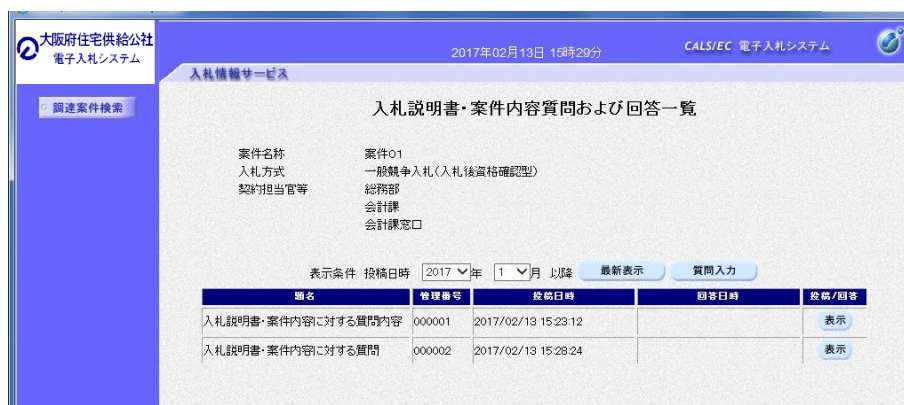 大阪府住宅供給公社
電子入札システム
2017年02月13日 15時29分
CALS/EC 電子入札システム
入札情報サービス
調達案件検索
入札説明書・案件内容質問および回答一覧
案件名称 案件01
入札方式 一般競争入札(入札後資格確認型)
契約担当官等 総務部
会計課
会計課窓口
表示条件 投稿日時 2017 年 1 月 以降 最新表示 質問入力
題名 管理番号 投稿日時 回答日時 投稿/回答
入札説明書・案件内容に対する質問内容 000001 2017/02/13 15:23:12 表示
入札説明書・案件内容に対する質問 000002 2017/02/13 15:28:24 表示